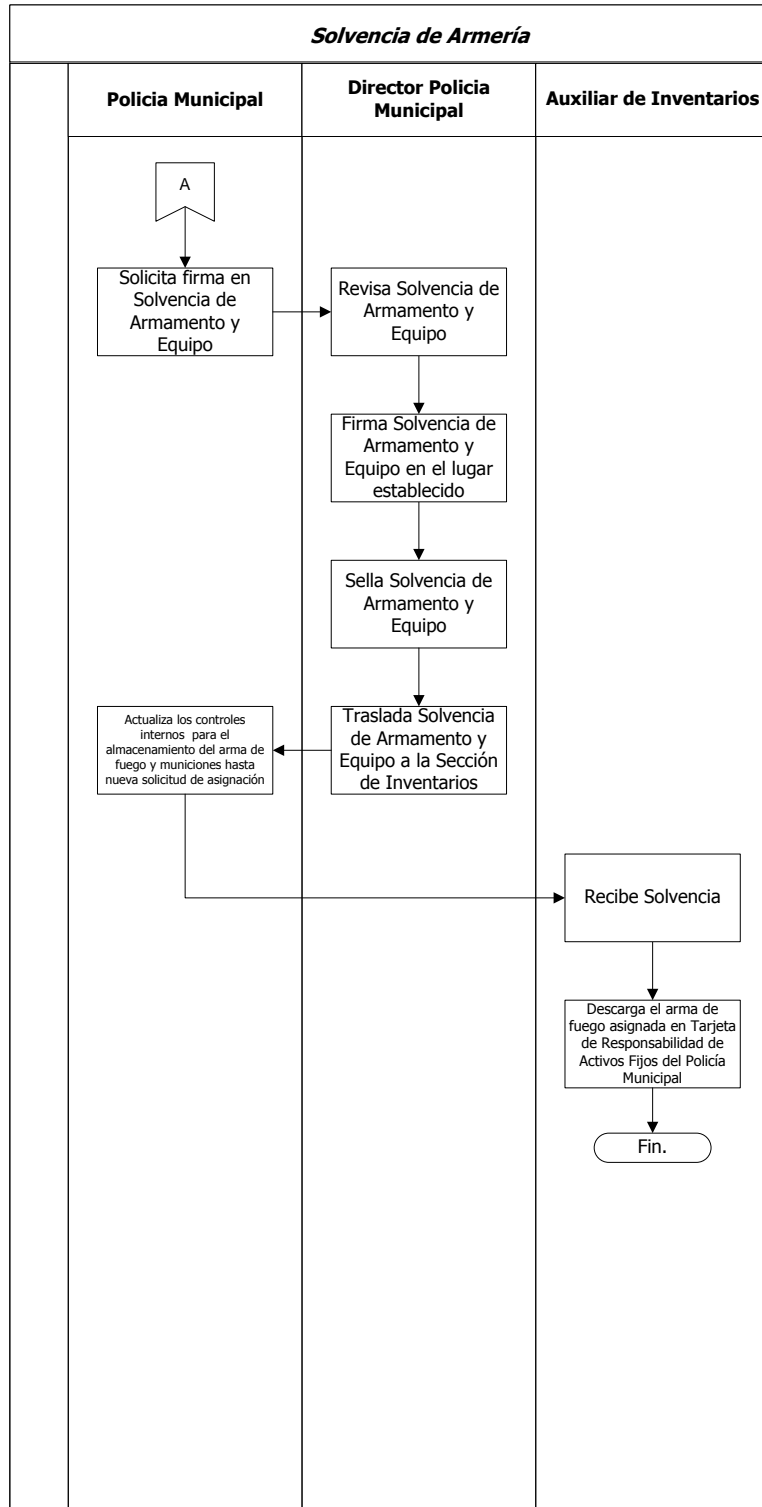 Solvencia de Armería
Policia Municipal
Director Policia
Municipal
Auxiliar de Inventarios
A
Solicita firma en
Solvencia de
Armamento y
Equipo
Revisa Solvencia de
Armamento y
Equipo
Firma Solvencia de
Armamento y
Equipo en el lugar
establecido
Sella Solvencia de
Armamento y
Equipo
Traslada Solvencia
de Armamento y
Equipo a la Sección
de Inventarios
Actualiza los controles
internos para el
almacenamiento del arma de
fuego y municiones hasta
nueva solicitud de asignación
Recibe Solvencia
Descarga el arma de
fuego asignada en Tarjeta
de Responsabilidad de
Activos Fijos del Policía
Municipal
Fin.